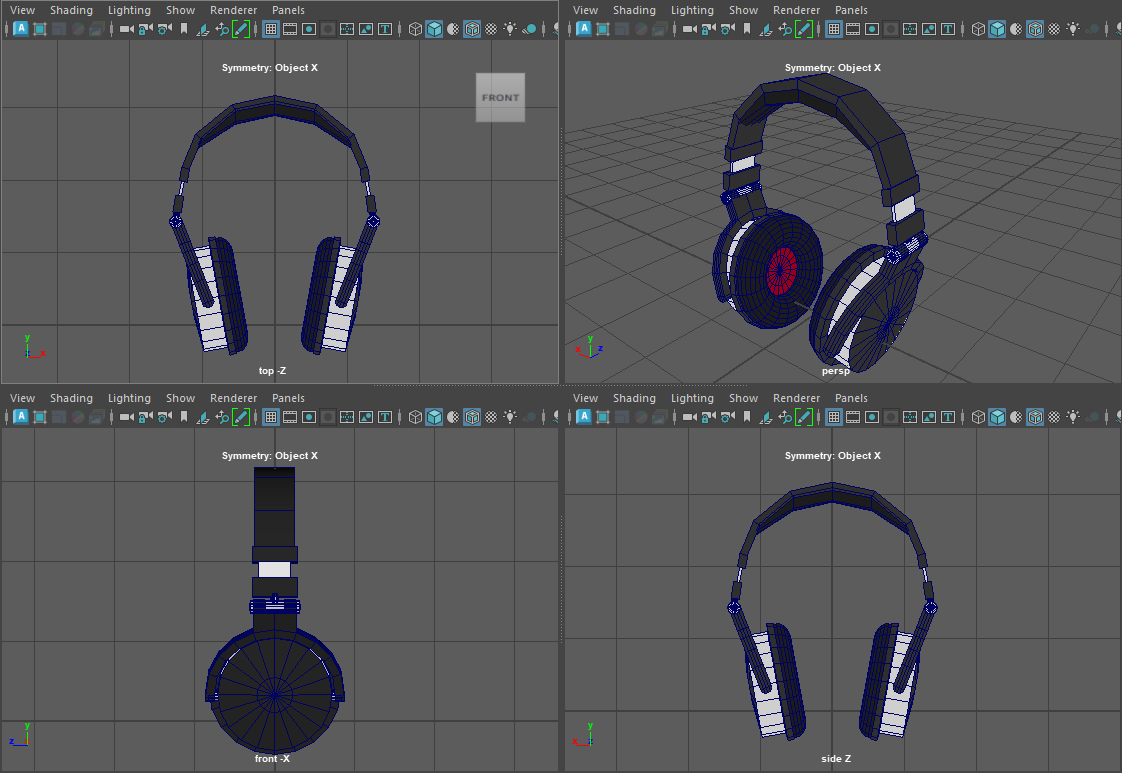 View Shading Lighting Show Renderer Panels
A T
Symmetry: Object X
FRONT
y
z x
top -Z
View Shading Lighting Show Renderer Panels
A T
Symmetry: Object X
y
x z
persp
View Shading Lighting Show Renderer Panels
A T
Symmetry: Object X
y
z
front -X
View Shading Lighting Show Renderer Panels
A T
Symmetry: Object X
y
x
side Z